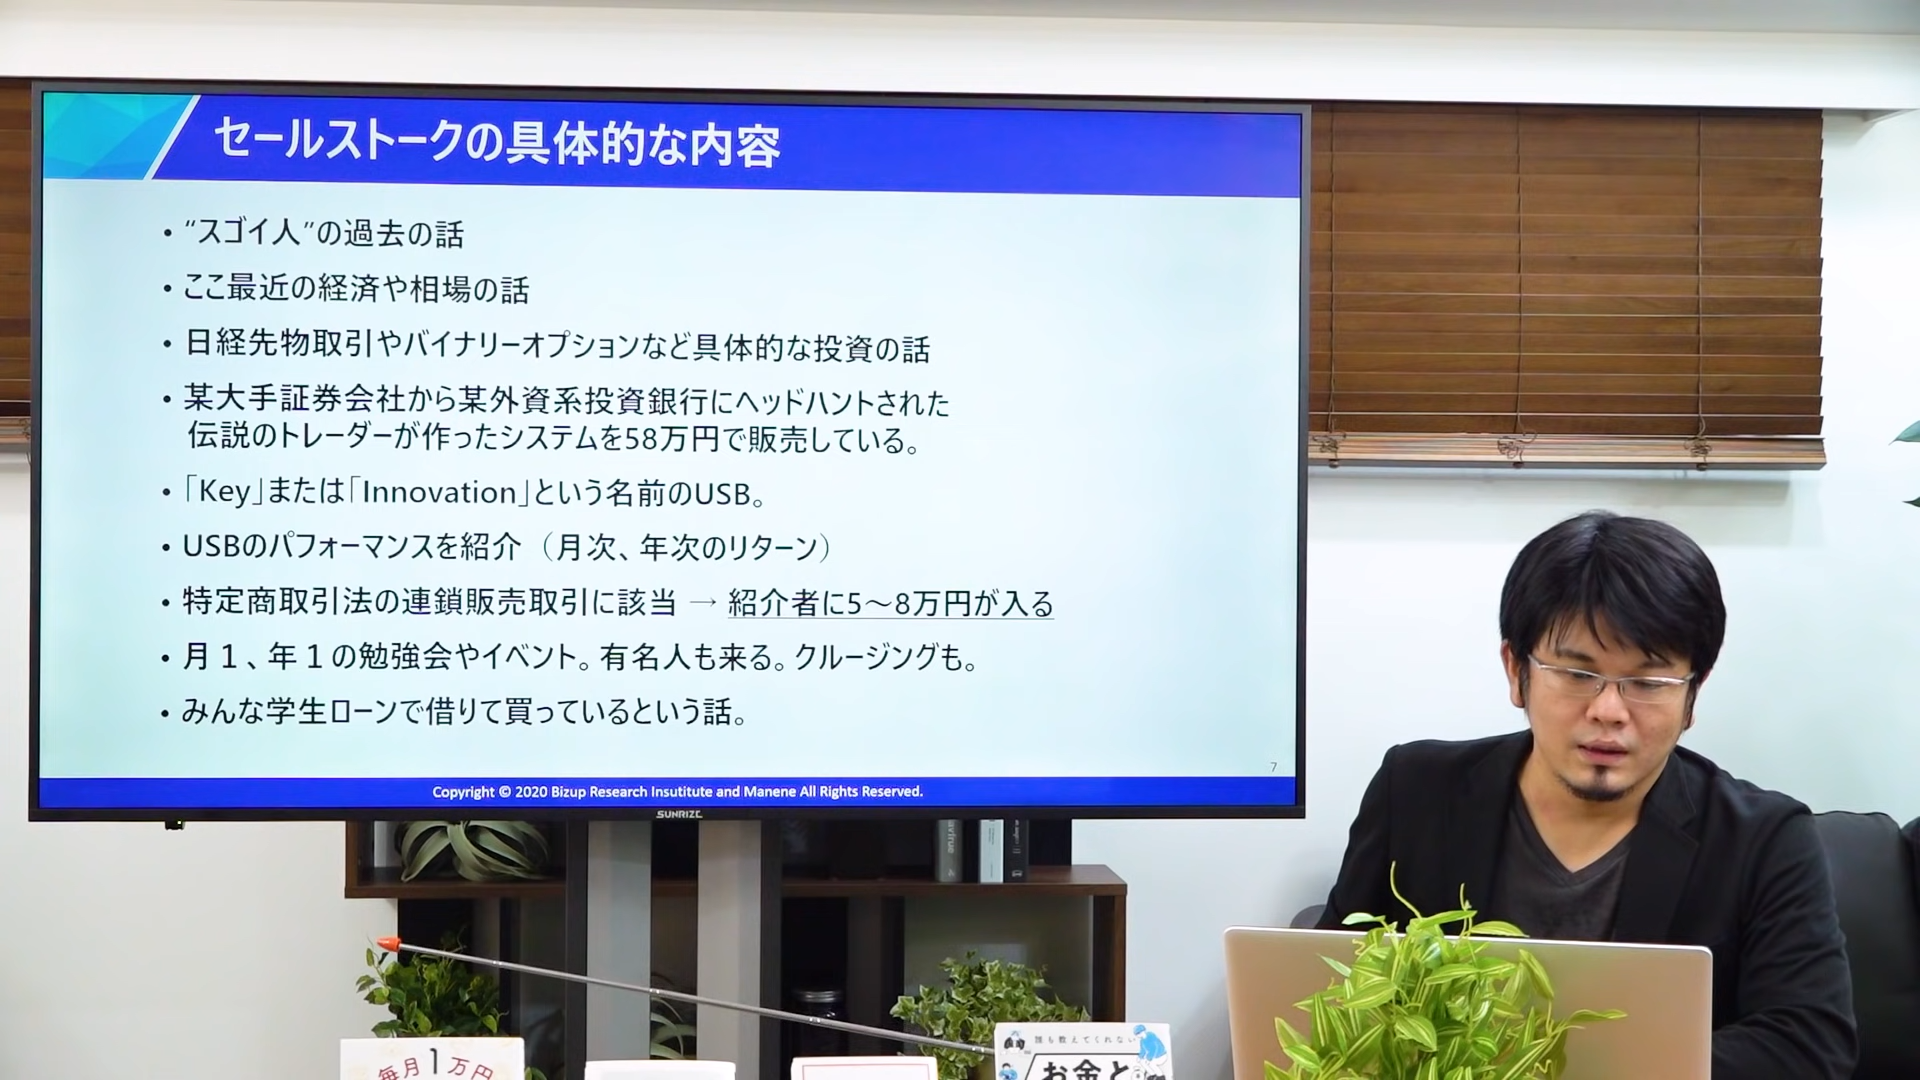 セールストークの具体的な内容
• “スゴイ人”の過去の話
• ここ最近の経済や相場の話
• 日経先物取引やバイナリーオプションなど具体的な投資の話
• 某大手証券会社から某外資系投資銀行にヘッドハントされた
伝説のトレーダーが作ったシステムを58万円で販売している。
• 「Key」または「Innovation」という名前のUSB。
• USBのパフォーマンスを紹介（月次、年次のリターン）
• 特定商取引法の連鎖販売取引に該当 → 紹介者に5～8万円が入る
• 月１、年１の勉強会やイベント。有名人も来る。クルージングも。
• みんな学生ローンで借りて買っているという話。
7
Copyright © 2020 Bizup Research Insutitute and Manene All Rights Reserved.
SUNRIZE
毎月1万円
誰も教えてくれない
お金と